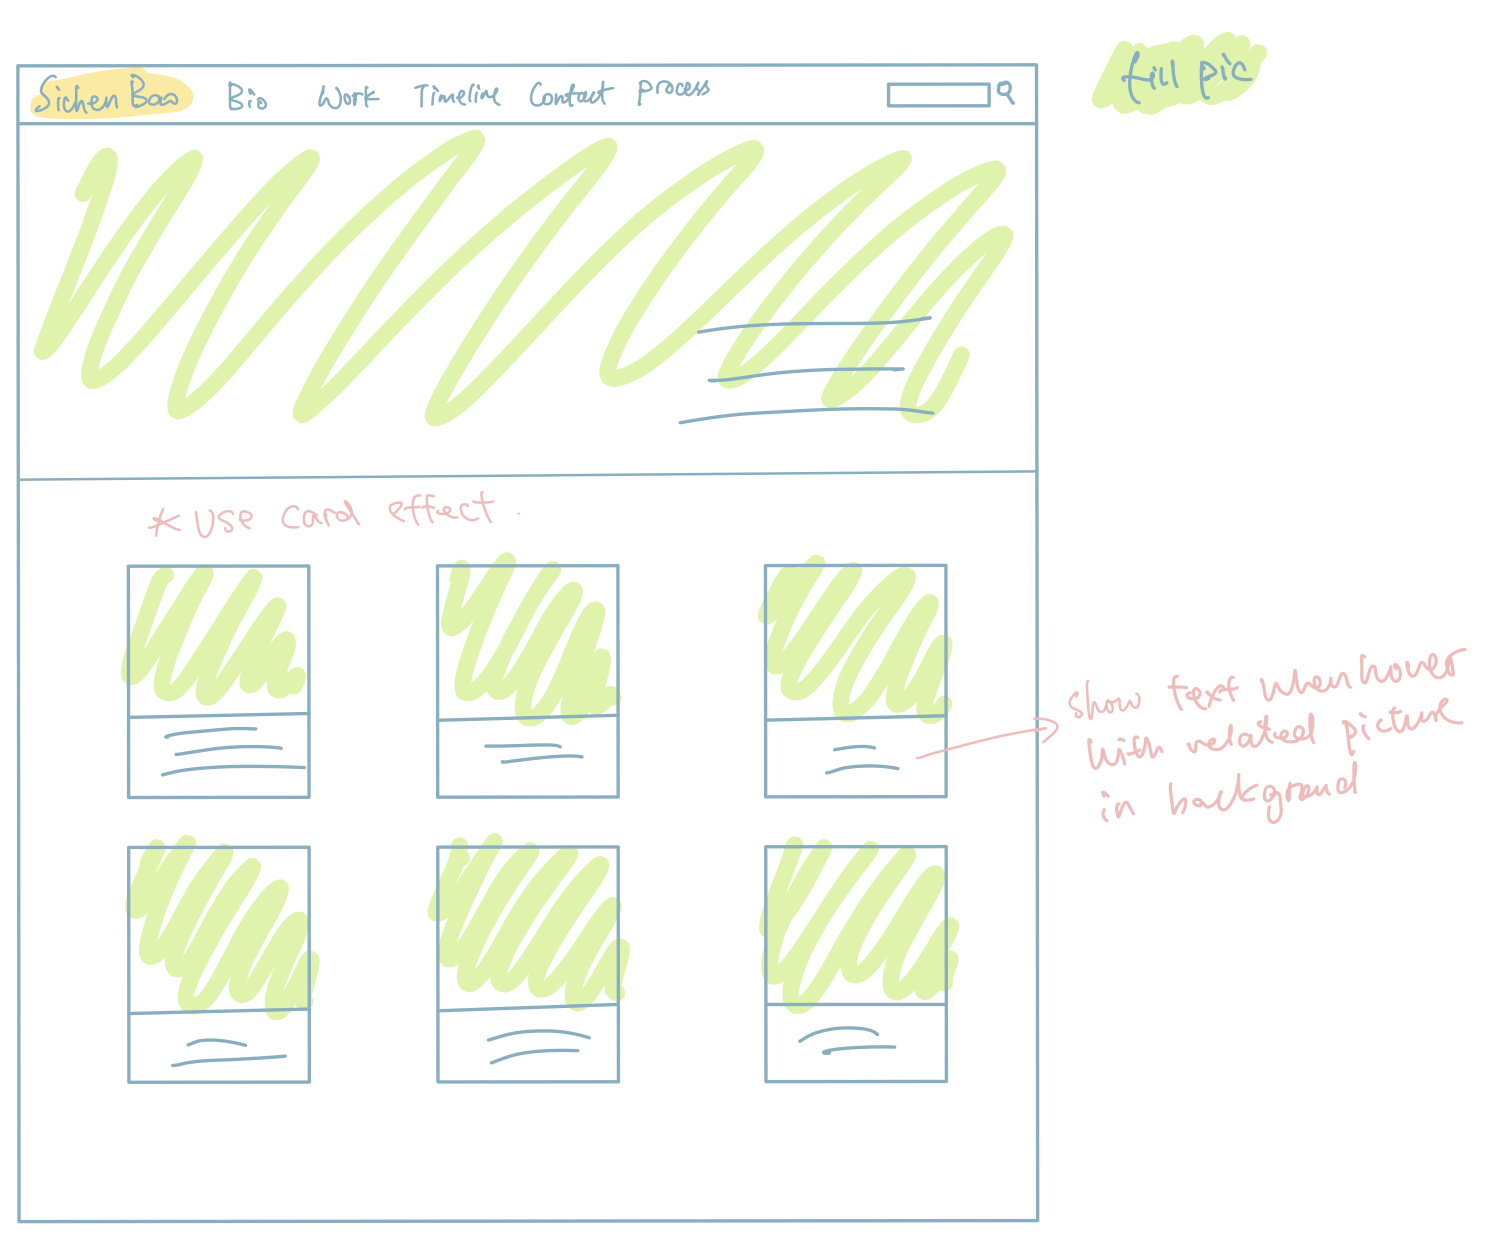 Sichen Bao
Bio
Work
Timeline
Contact
Process
fill pic
* use card effect.
show text when hover
with related picture
in background